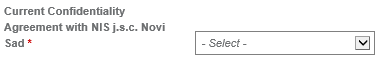 Current Confidentiality
Agreement with NIS j.s.c. Novi
Sad *
- Select -